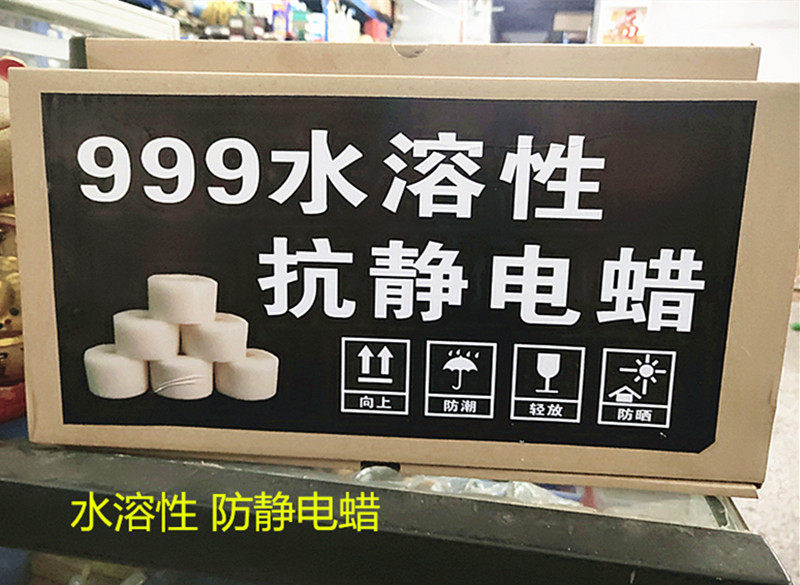 999水溶性
抗静电蜡
向上 防潮 轻放 防晒
水溶性 防静电蜡